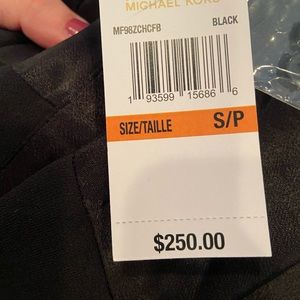 MICHAEL KORS
MF98ZCHCFB BLACK
1 93599 15686 6
SIZE/TAILLE S/P
$250.00